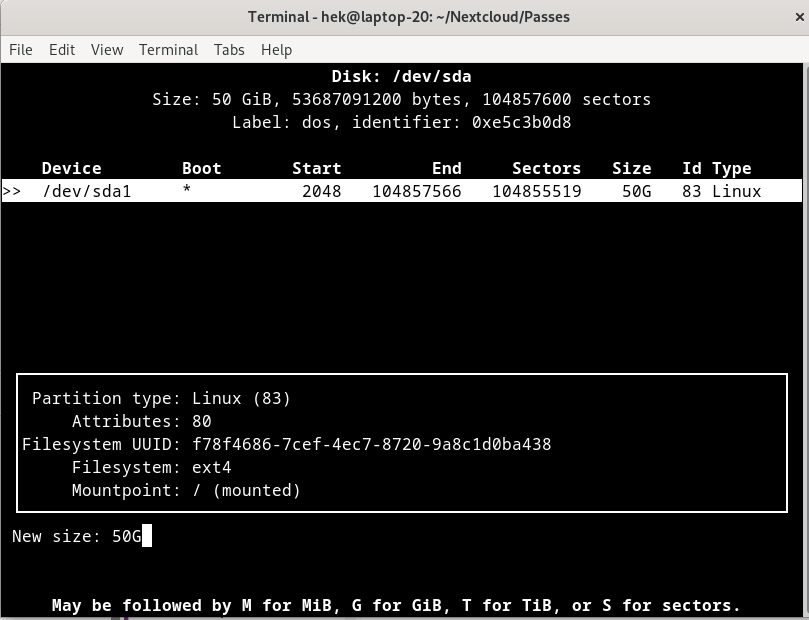 Terminal - hek@laptop-20: ~/Nextcloud/Passes ×
File Edit View Terminal Tabs Help
Disk: /dev/sda
Size: 50 GiB, 53687091200 bytes, 104857600 sectors
Label: dos, identifier: 0xe5c3b0d8
Device Boot Start End Sectors Size Id Type
>> /dev/sda1 * 2048 104857566 104855519 50G 83 Linux
Partition type: Linux (83)
Attributes: 80
Filesystem UUID: f78f4686-7cef-4ec7-8720-9a8c1d0ba438
Filesystem: ext4
Mountpoint: / (mounted)
New size: 50G
May be followed by M for MiB, G for GiB, T for TiB, or S for sectors.